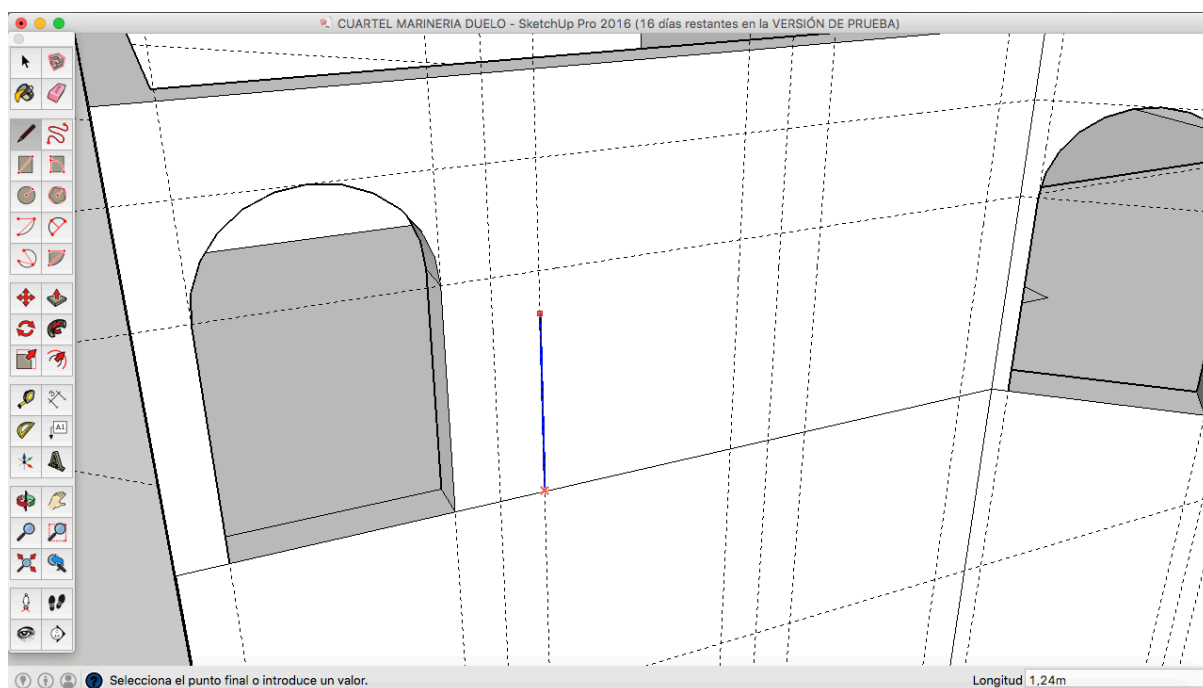 CUARTEL MARINERIA DUELO - SketchUp Pro 2016 (16 días restantes en la VERSIÓN DE PRUEBA)
A1
Selecciona el punto final o introduce un valor.
Longitud 1,24m